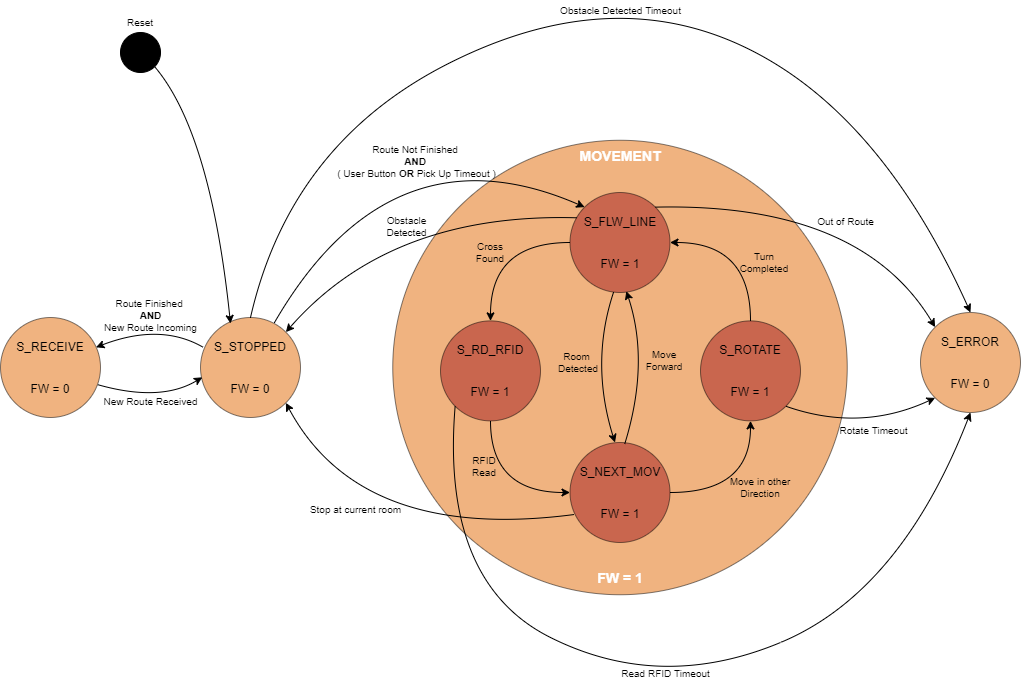 Obstacle Detected Timeout
Reset
Route Not Finished
AND
( User Button OR Pick Up Timeout )
MOVEMENT
Obstacle
Detected
S_FLW_LINE
FW = 1
Out of Route
Cross
Found
Turn
Completed
Route Finished
AND
New Route Incoming
S_RECEIVE
FW = 0
S_STOPPED
FW = 0
New Route Received
S_RD_RFID
FW = 1
Room
Detected
Move
Forward
S_ROTATE
FW = 1
S_ERROR
FW = 0
Rotate Timeout
RFID
Read
S_NEXT_MOV
FW = 1
Move in other
Direction
Stop at current room
FW = 1
Read RFID Timeout